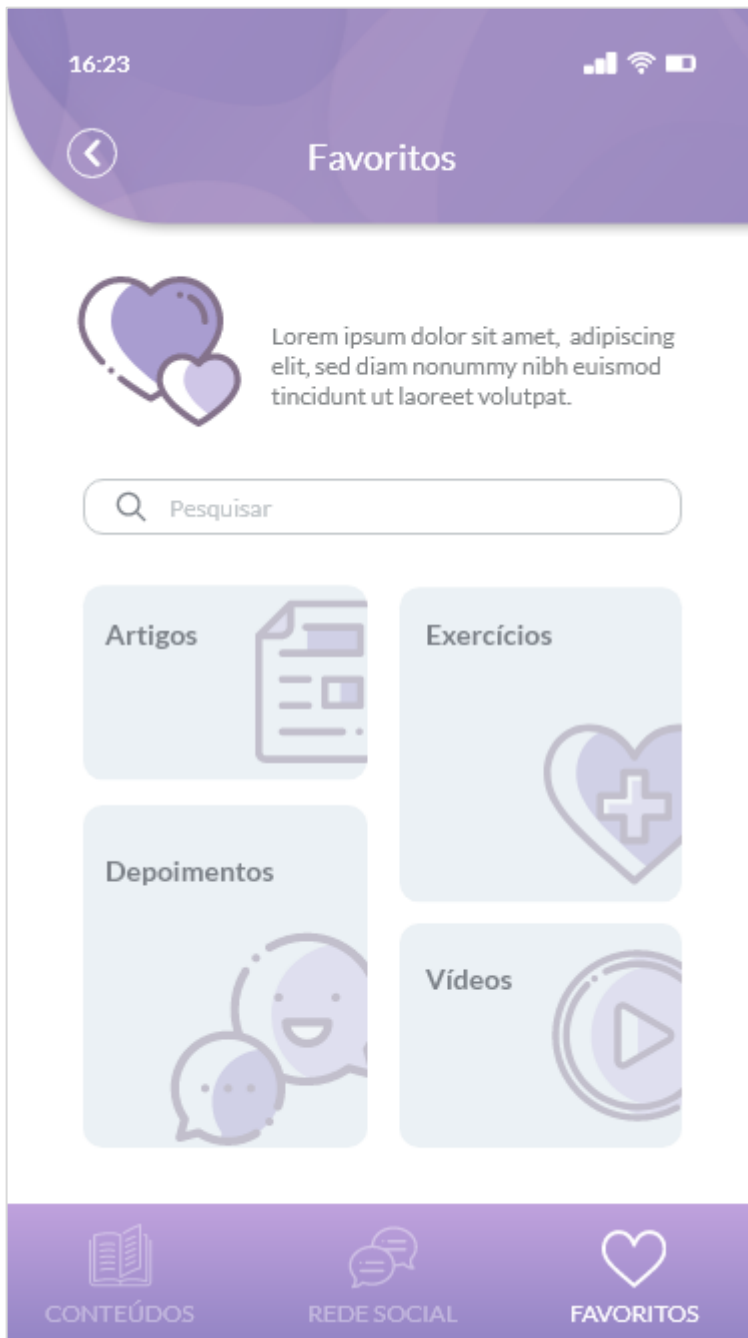 16:23
Favoritos
Lorem ipsum dolor sit amet, adipiscing
elit, sed diam nonummy nibh euismod
tincidunt ut laoreet volutpat.
Pesquisar
Artigos
Exercícios
Depoimentos
Vídeos
CONTEÚDOS
REDE SOCIAL
FAVORITOS